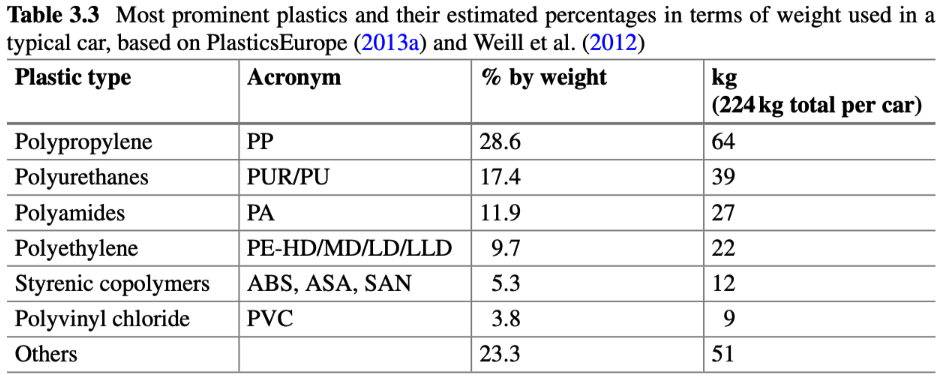 Table 3.3 Most prominent plastics and their estimated percentages in terms of weight used in a
typical car, based on PlasticsEurope (2013a) and Weill et al. (2012)
Plastic type Acronym % by weight kg
(224 kg total per car)
Polypropylene PP 28.6 64
Polyurethanes PUR/PU 17.4 39
Polyamides PA 11.9 27
Polyethylene PE-HD/MD/LD/LLD 9.7 22
Styrenic copolymers ABS, ASA, SAN 5.3 12
Polyvinyl chloride PVC 3.8 9
Others 23.3 51